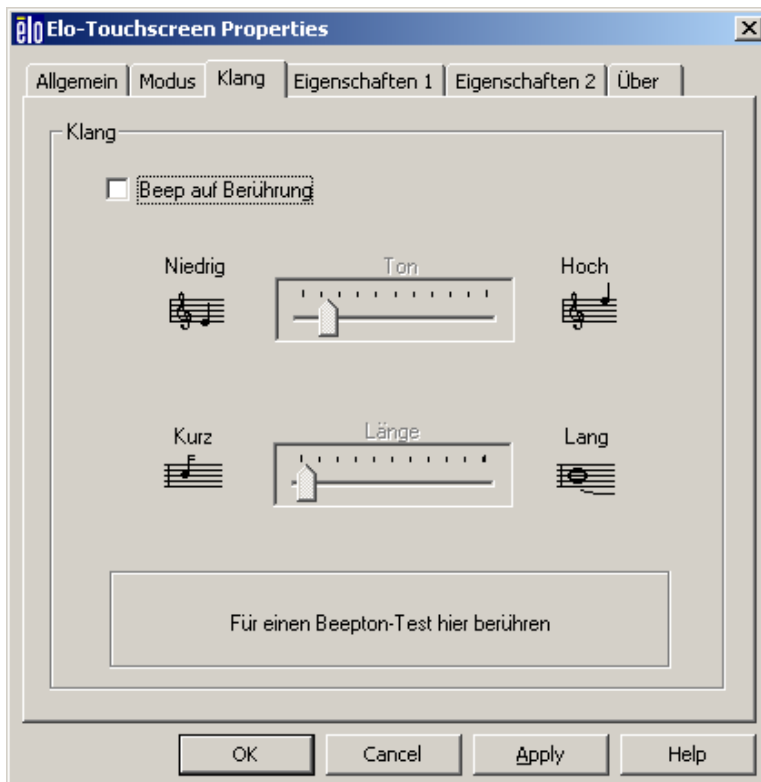 elo Elo-Touchscreen Properties
Allgemein Modus Klang Eigenschaften 1 Eigenschaften 2 Über
Klang
Beep auf Berührung
Niedrig Ton Hoch
Kurz Länge Lang
Für einen Beepton-Test hier berühren
OK Cancel Apply Help